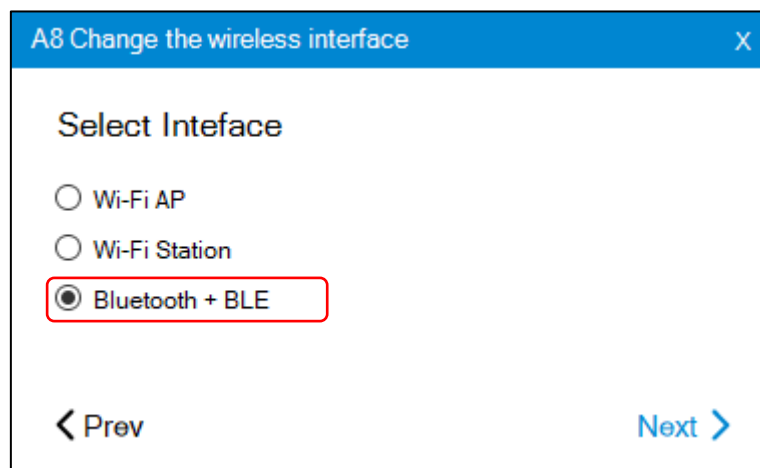 A8 Change the wireless interface X
Select Inteface
Wi-Fi AP
Wi-Fi Station
Bluetooth + BLE
Prev Next